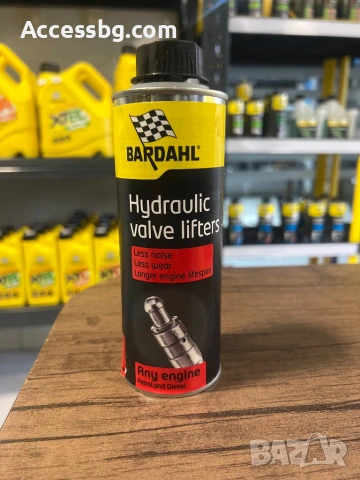 Accessbg.com
BARDAHL
Hydraulic
valve lifters
Less noise
Less wear
Longer engine lifespan
Any engine
Petrol and Diesel
XTEC
BAZAR